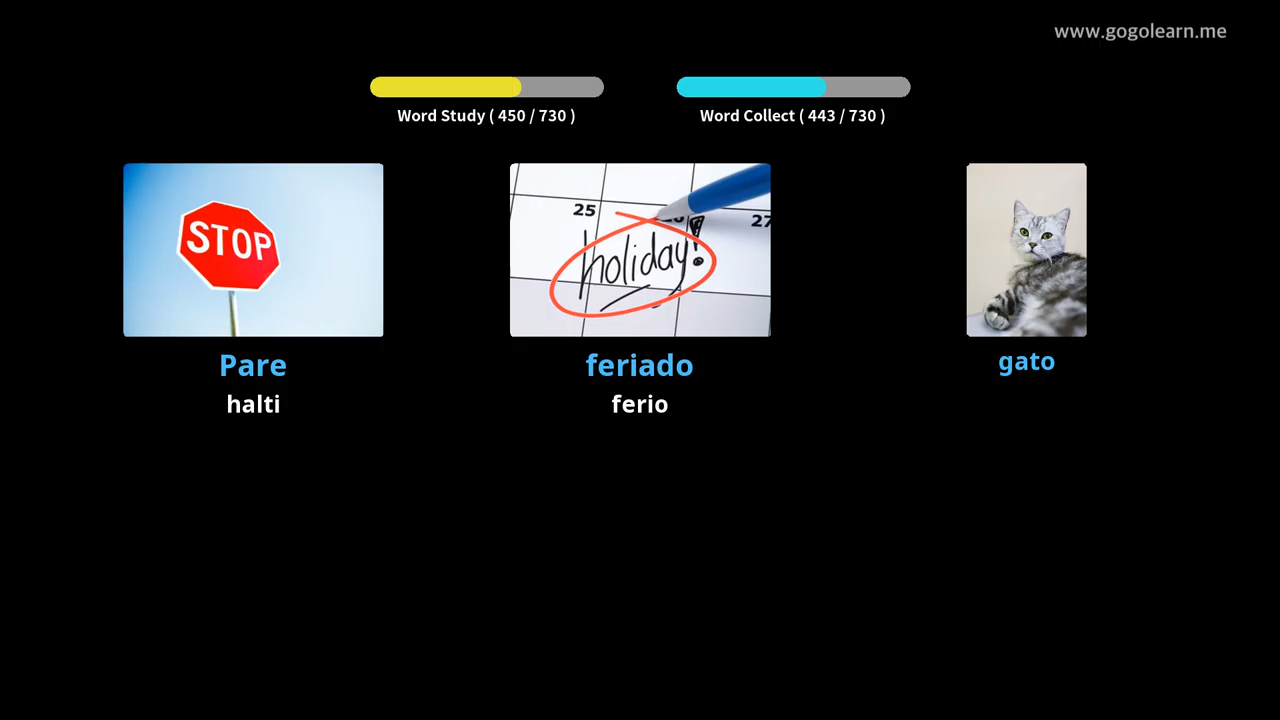 www.gogolearn.me
Word Study ( 450 / 730 )
Word Collect ( 443 / 730 )
STOP
25
27
holiday!
Pare
feriado
gato
halti
ferio